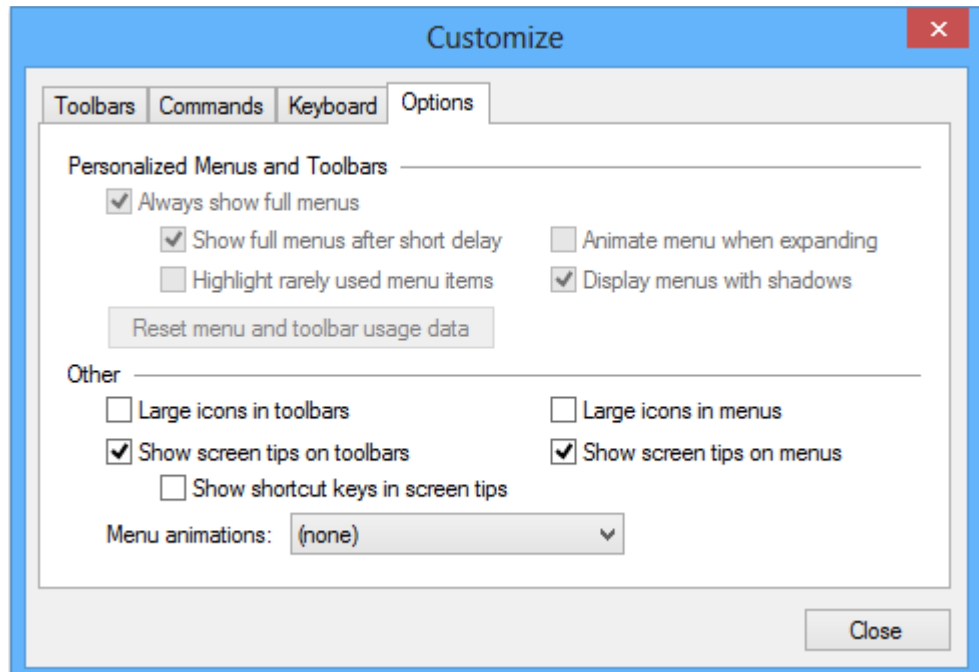 Customize
Toolbars Commands Keyboard Options
Personalized Menus and Toolbars
Always show full menus
Show full menus after short delay Animate menu when expanding
Highlight rarely used menu items Display menus with shadows
Reset menu and toolbar usage data
Other
Large icons in toolbars Large icons in menus
Show screen tips on toolbars Show screen tips on menus
Show shortcut keys in screen tips
Menu animations: (none)
Close